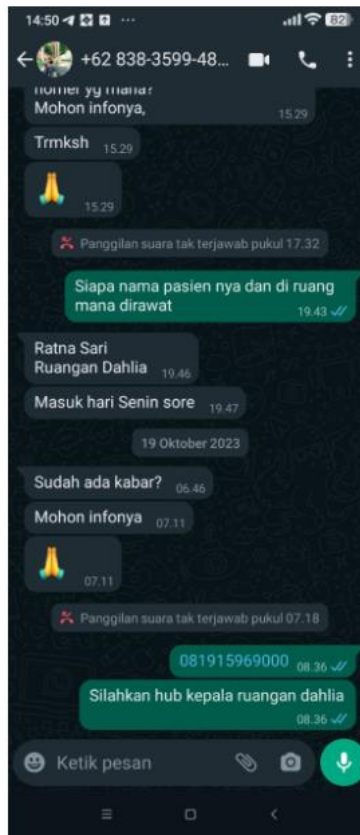 14:50
82
+62 838-3599-48...
nomer yg mana?
Mohon infonya,
15.29
Trmksh 15.29
15.29
Panggilan suara tak terjawab pukul 17.32
Siapa nama pasien nya dan di ruang
mana dirawat
19.43
Ratna Sari
Ruangan Dahlia 19.46
Masuk hari Senin sore 19.47
19 Oktober 2023
Sudah ada kabar? 06.46
Mohon infonya 07.11
07.11
Panggilan suara tak terjawab pukul 07.18
081915969000 08.36
Silahkan hub kepala ruangan dahlia
08.36
Ketik pesan